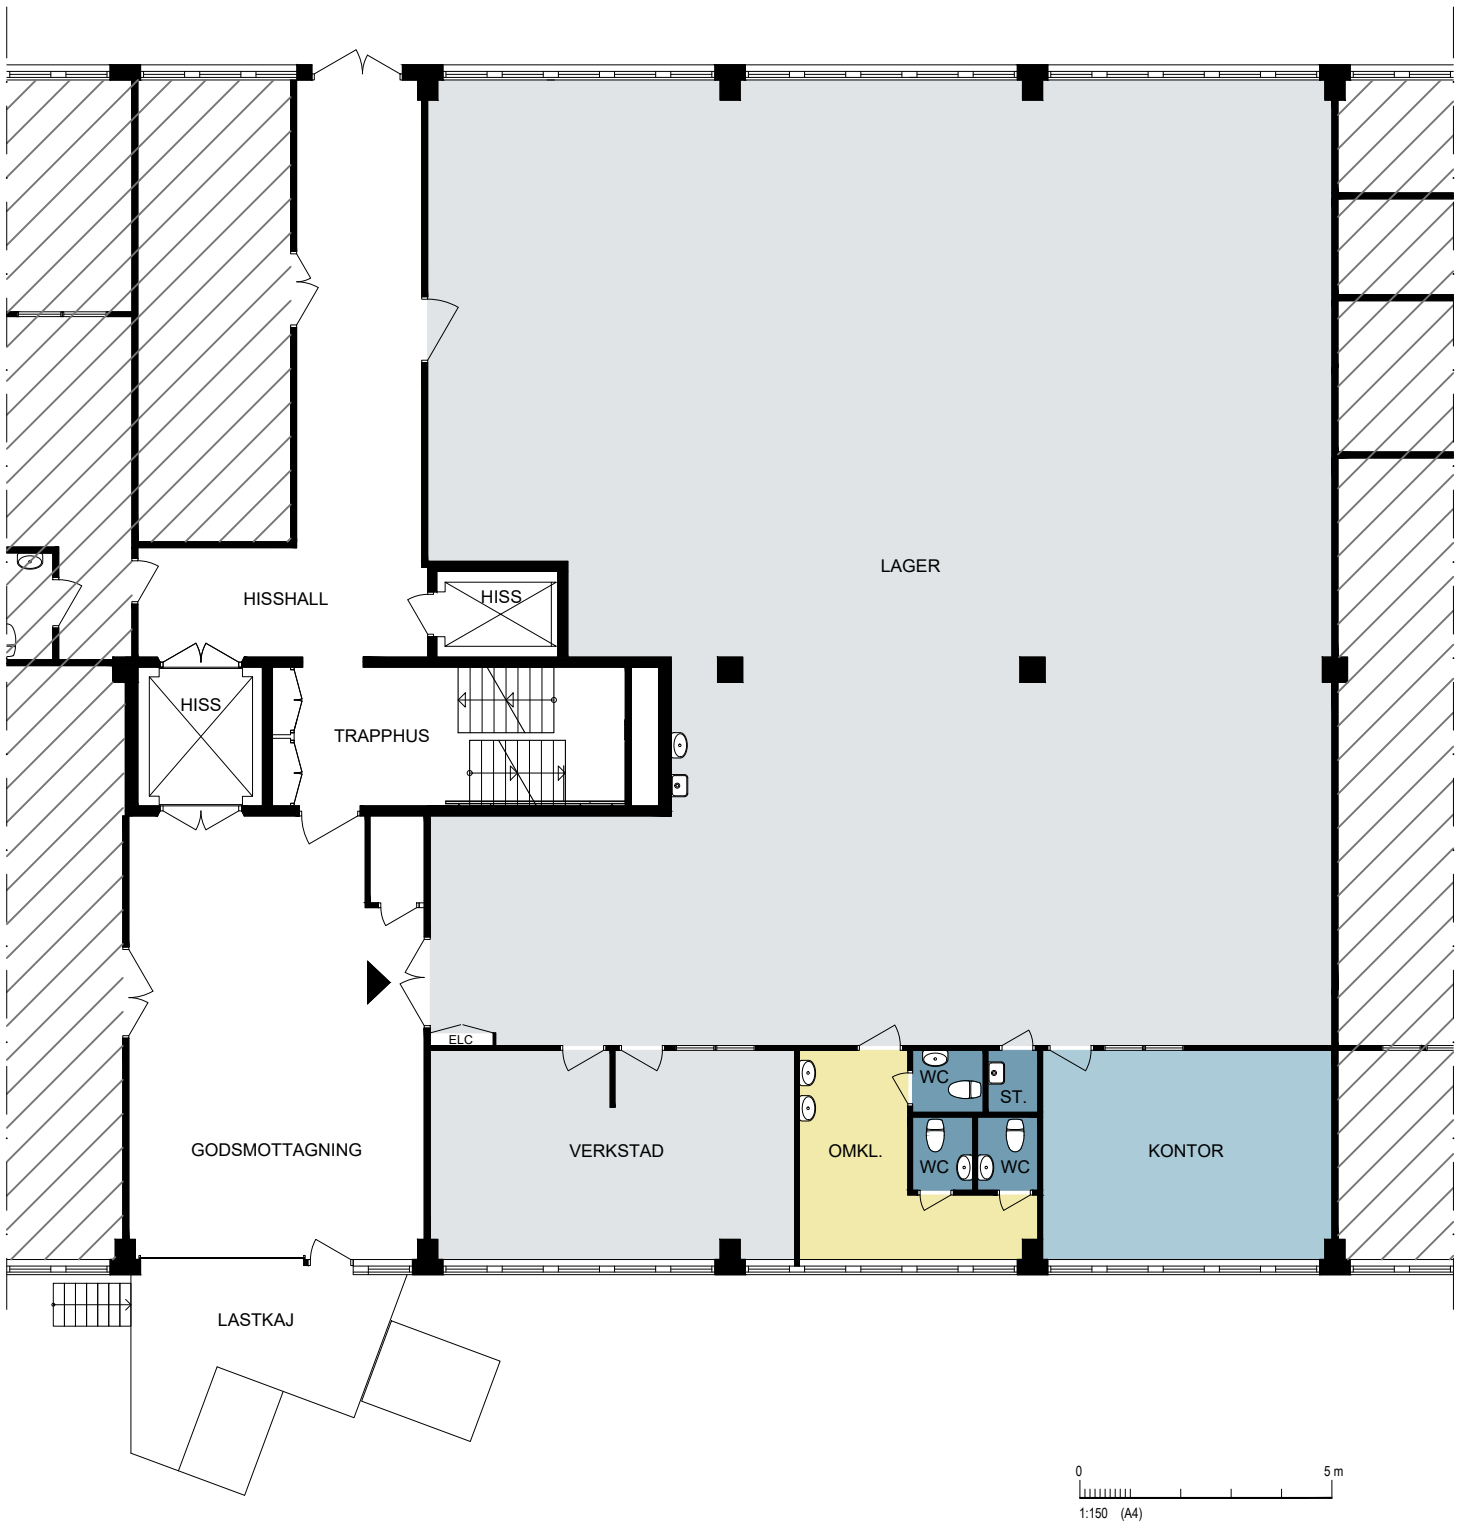 LAGER
HISSHALL
HISS
HISS
TRAPPHUS
ELC
WC
ST.
GODSMOTTAGNING
VERKSTAD
OMKL.
WC
WC
KONTOR
LASTKAJ
0 5 m
1:150 (A4)